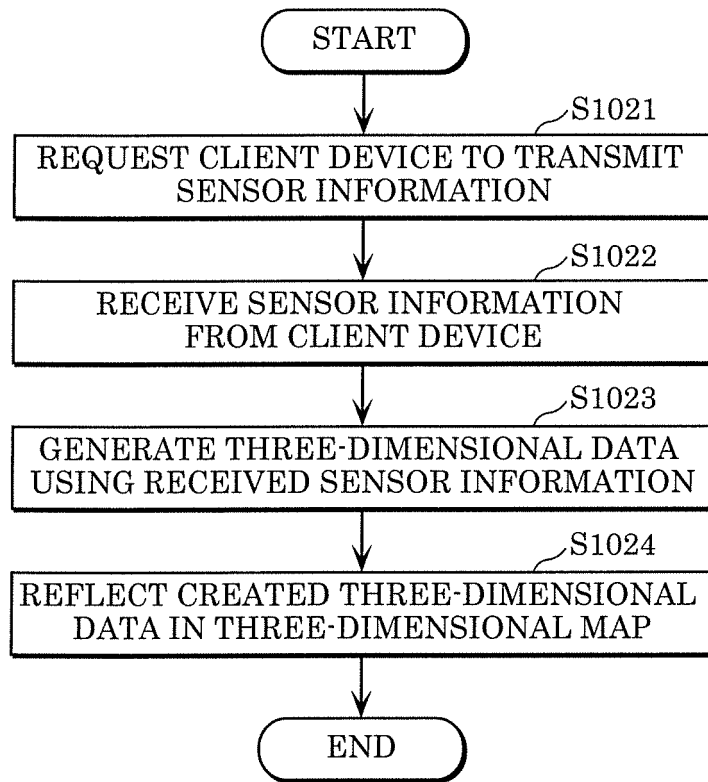 START
S1021
REQUEST CLIENT DEVICE TO TRANSMIT
SENSOR INFORMATION
S1022
RECEIVE SENSOR INFORMATION
FROM CLIENT DEVICE
S1023
GENERATE THREE-DIMENSIONAL DATA
USING RECEIVED SENSOR INFORMATION
S1024
REFLECT CREATED THREE-DIMENSIONAL
DATA IN THREE-DIMENSIONAL MAP
END